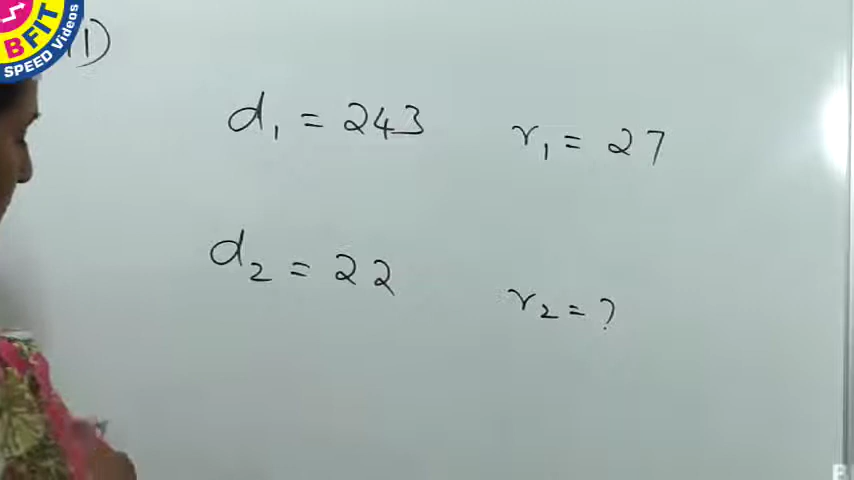 BFIT
SPEED Videos
1)
d₁ = 243 r₁ = 27
d₂ = 22 r₂ = ?